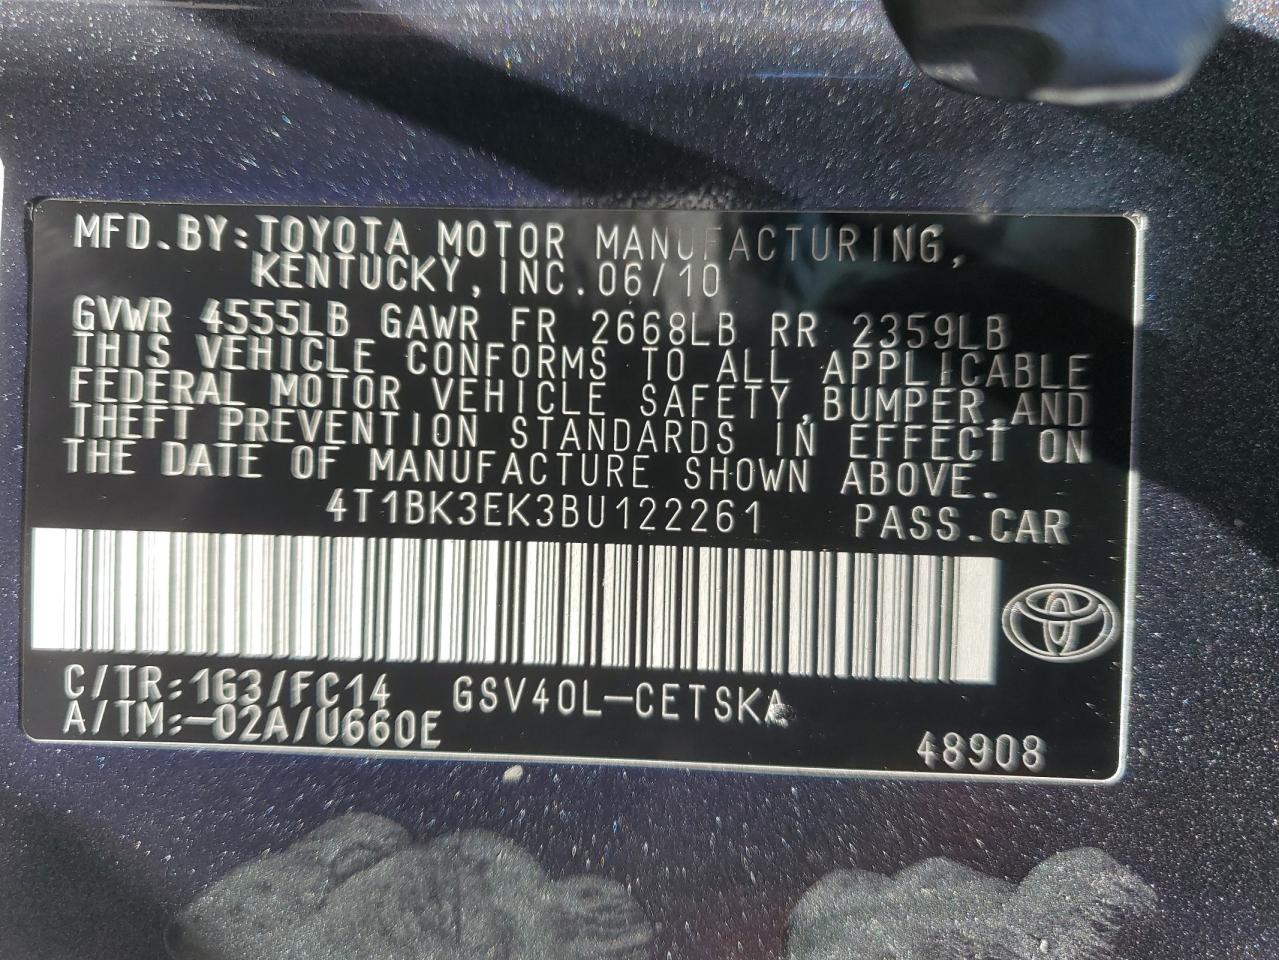 MFD.BY:TOYOTA MOTOR MANUFACTURING,
KENTUCKY,INC.06/10
GVWR 4555LB GAWR FR 2668LB RR 2359LB
THIS VEHICLE CONFORMS TO ALL APPLICABLE
FEDERAL MOTOR VEHICLE SAFETY,BUMPER,AND
THEFT PREVENTION STANDARDS IN EFFECT ON
THE DATE OF MANUFACTURE SHOWN ABOVE.
4T1BK3EK3BU122261 PASS.CAR
C/TR:1G3/FC14 GSV40L-CETSKA
A/TM:-02A/U660E
48908